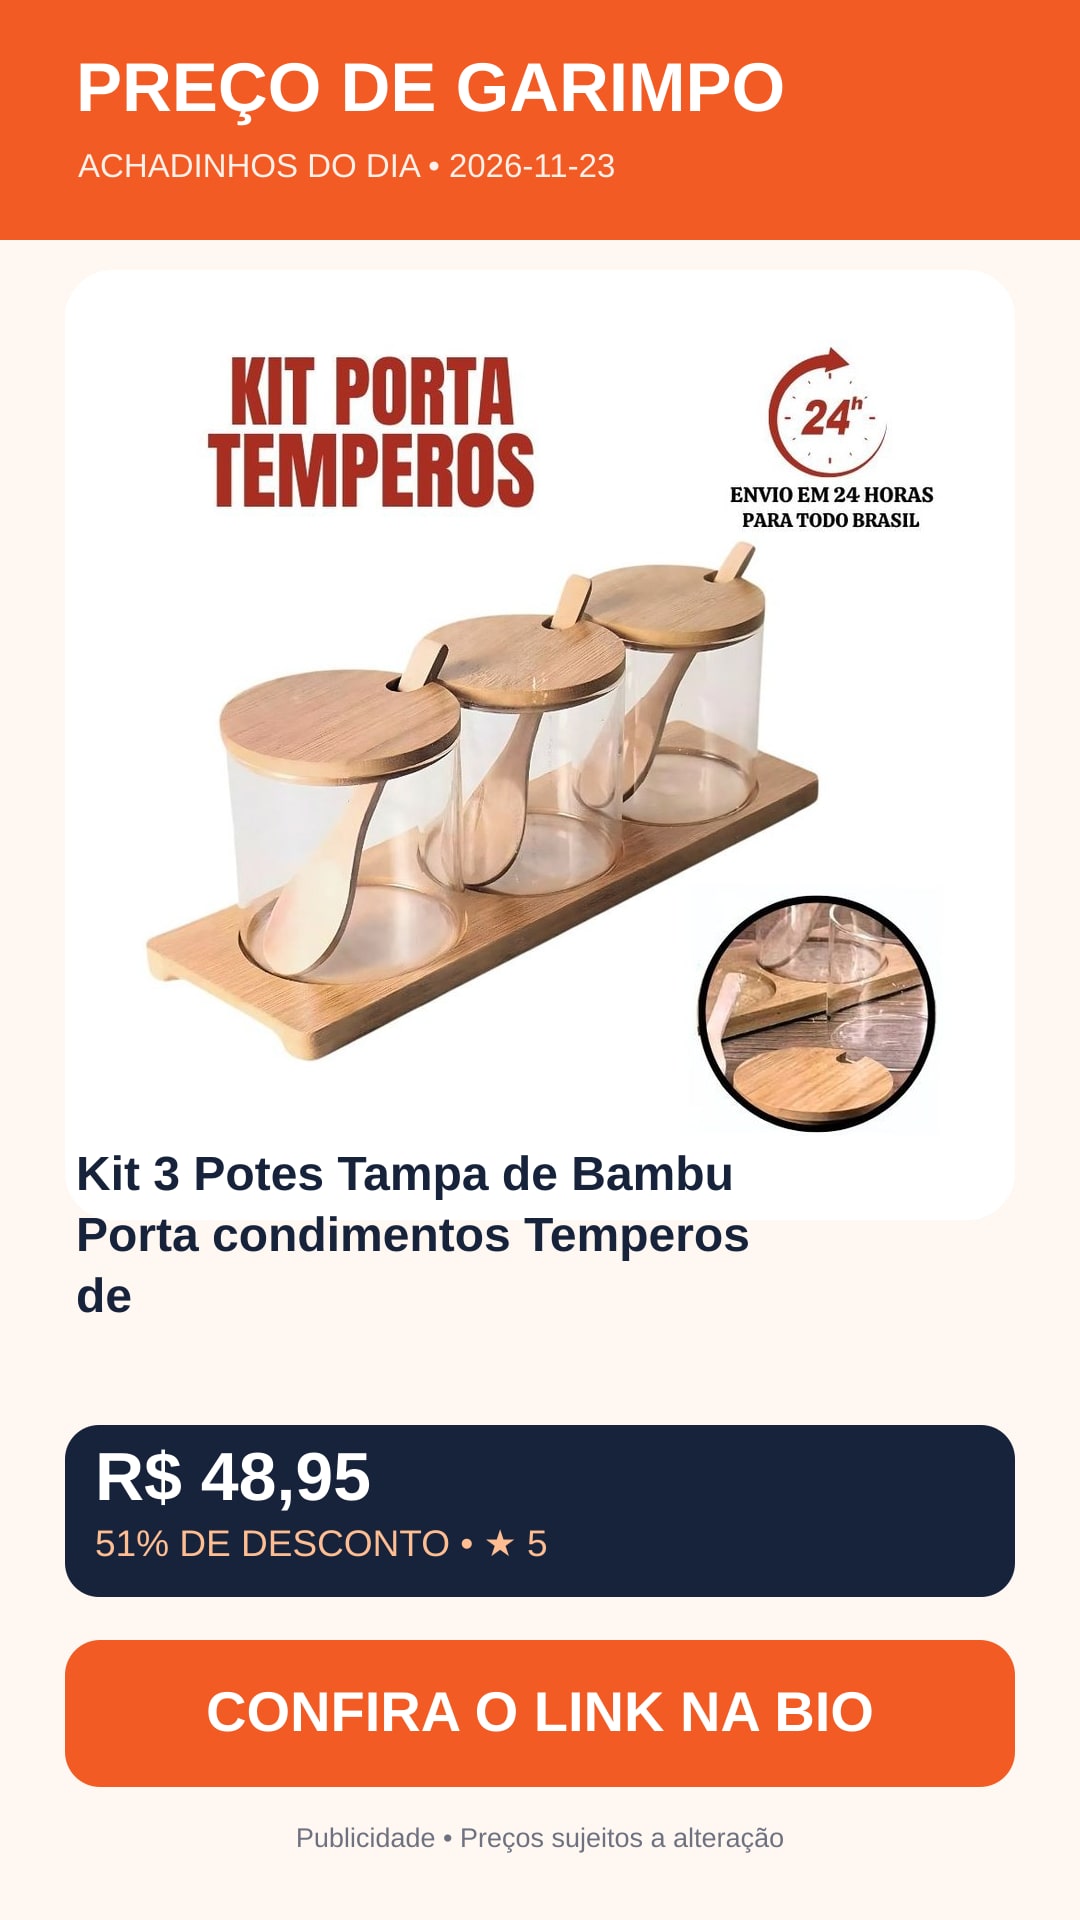 PREÇO DE GARIMPO
ACHADINHOS DO DIA • 2026-11-23
KIT PORTA
TEMPEROS
24h
ENVIO EM 24 HORAS
PARA TODO BRASIL
Kit 3 Potes Tampa de Bambu
Porta condimentos Temperos
de
R$ 48,95
51% DE DESCONTO • ★ 5
CONFIRA O LINK NA BIO
Publicidade • Preços sujeitos a alteração